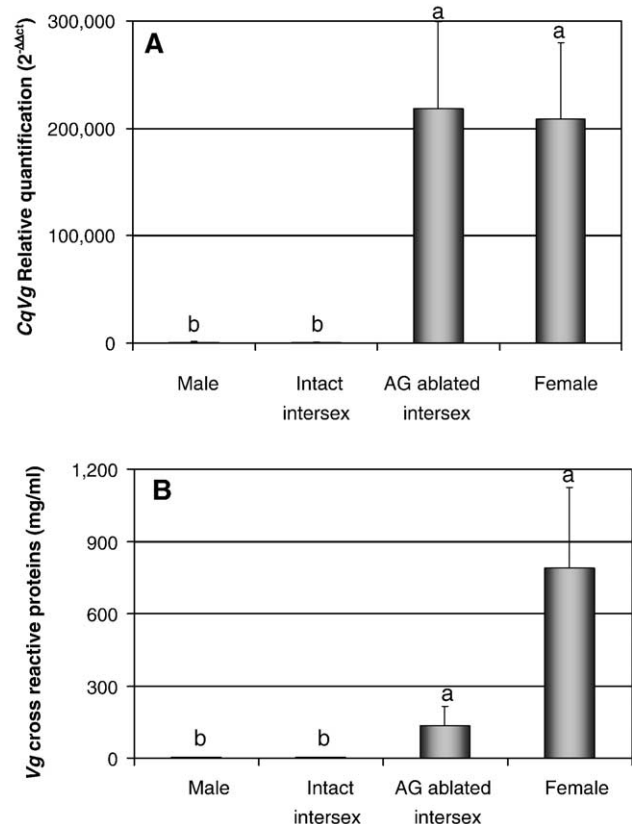 CqVg Relative quantification (2-ΔΔct)
A
300,000
200,000
100,000
0
a
a
b
b
Male
Intact intersex
AG ablated intersex
Female
Vg cross reactive proteins (mg/ml)
B
1,200
900
600
300
0
a
a
b
b
Male
Intact intersex
AG ablated intersex
Female